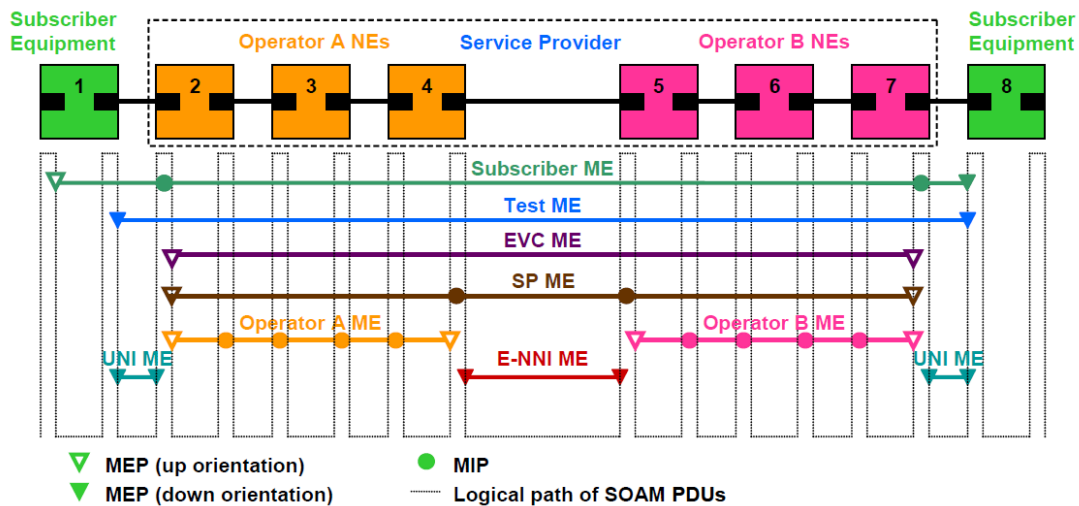 Subscriber
Equipment
Operator A NEs
Service Provider
Operator B NEs
Subscriber
Equipment
1
2
3
4
5
6
7
8
Subscriber ME
Test ME
EVC ME
SP ME
Operator A ME
Operator B ME
UNI ME
E-NNI ME
UNI ME
MEP (up orientation)
MIP
MEP (down orientation)
Logical path of SOAM PDUs